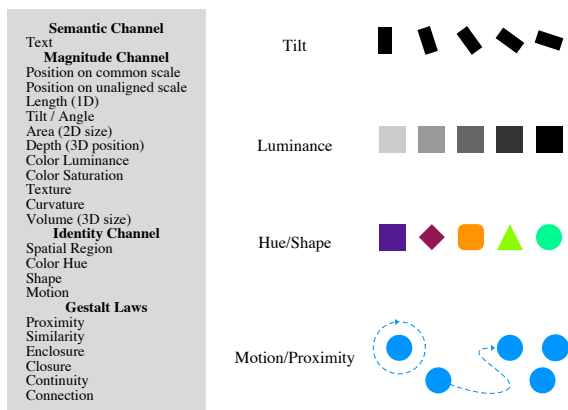 Semantic Channel
Text
Magnitude Channel
Position on common scale
Position on unaligned scale
Length (1D)
Tilt / Angle
Area (2D size)
Depth (3D position)
Color Luminance
Color Saturation
Texture
Curvature
Volume (3D size)
Identity Channel
Spatial Region
Color Hue
Shape
Motion
Gestalt Laws
Proximity
Similarity
Enclosure
Closure
Continuity
Connection
Tilt
Luminance
Hue/Shape
Motion/Proximity